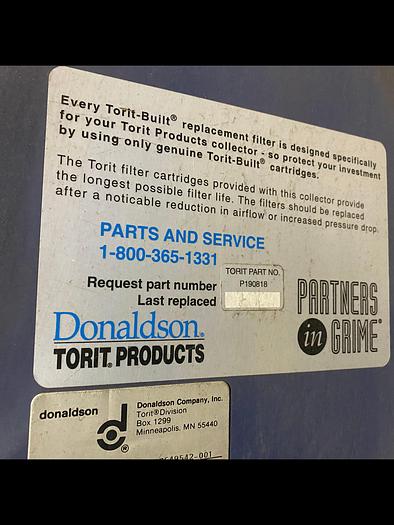 Every Torit-Built® replacement filter is designed specifically
for your Torit Products collector - so protect your investment
by using only genuine Torit-Built® cartridges.
The Torit filter cartridges provided with this collector provide
the longest possible filter life. The filters should be replaced
after a noticable reduction in airflow or increased pressure drop.
PARTS AND SERVICE
1-800-365-1331
Request part number
TORIT PART NO.
P190818
Last replaced
Donaldson®
TORIT PRODUCTS
PARTNERS
in
GRIME®
donaldson
d
®
Donaldson Company, Inc.
Torit® Division
Box 1299
Minneapolis, MN 55440